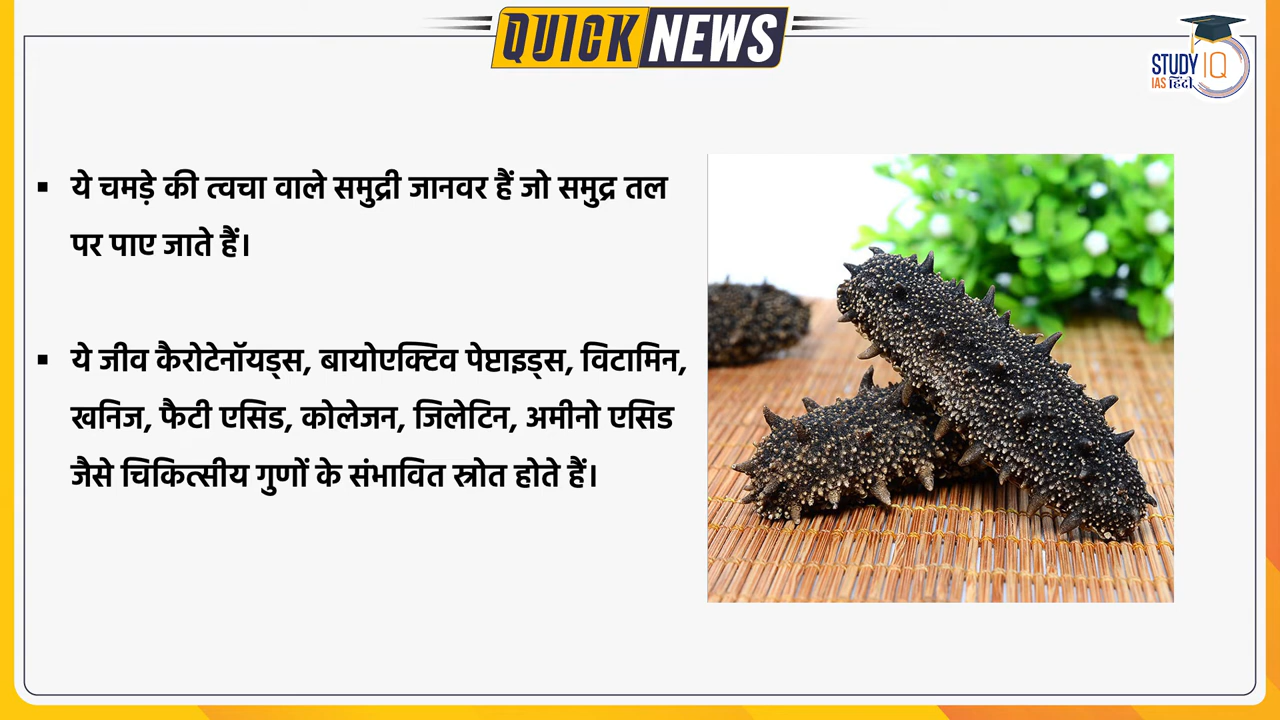 QUICK NEWS
STUDY IQ
IAS हिंदी
▪ ये चमड़े की त्वचा वाले समुद्री जानवर हैं जो समुद्र तल
पर पाए जाते हैं।
▪ ये जीव कैरोटेनॉयड्स, बायोएक्टिव पेप्टाइड्स, विटामिन,
खनिज, फैटी एसिड, कोलेजन, जिलेटिन, अमीनो एसिड
जैसे चिकित्सीय गुणों के संभावित स्रोत होते हैं।